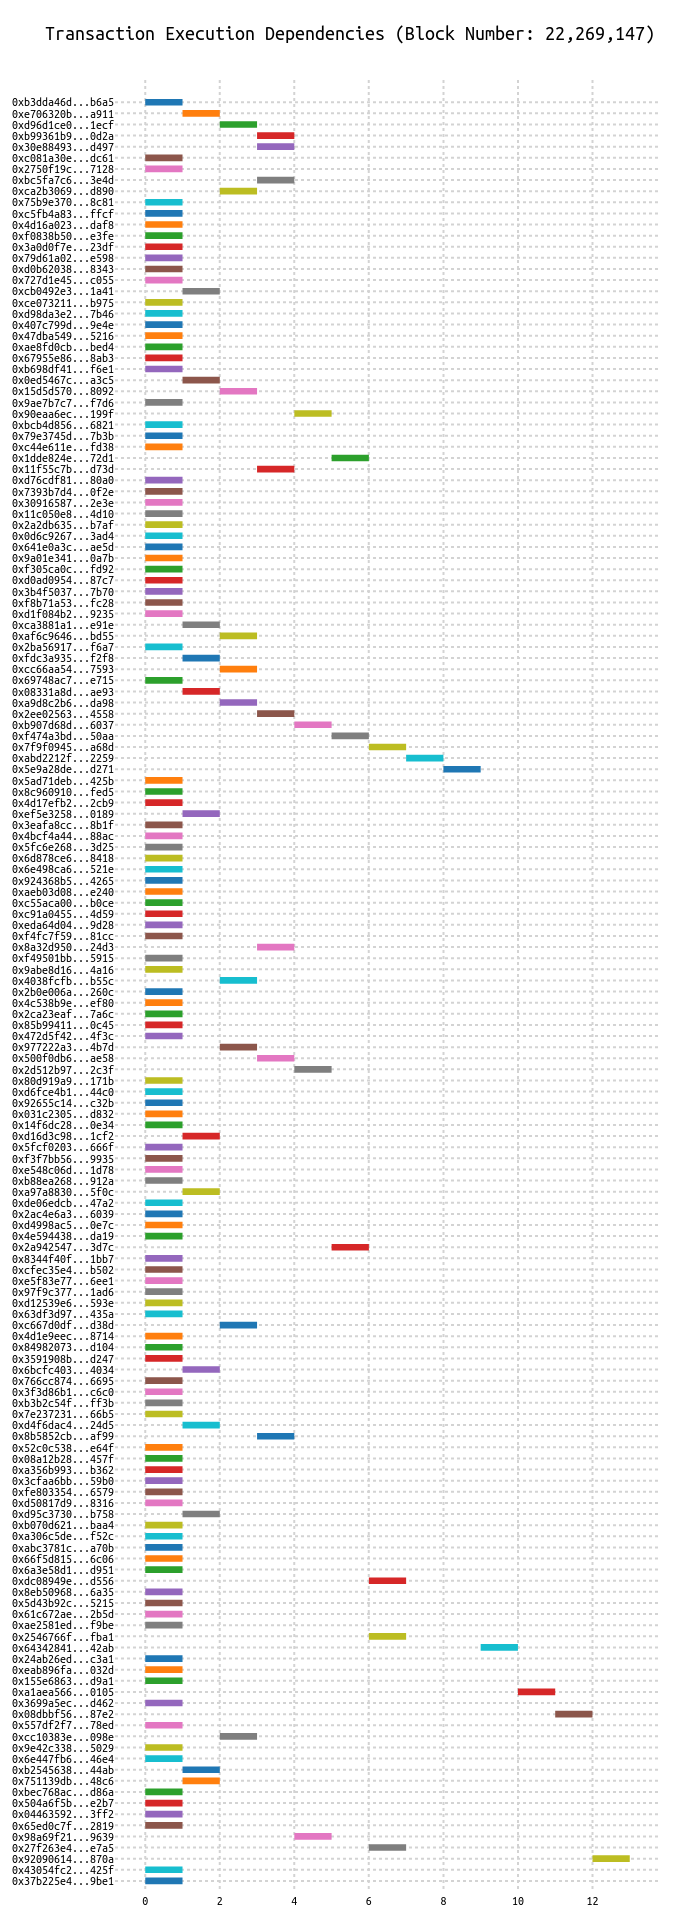 Transaction Execution Dependencies (Block Number: 22,269,147)
0xb3dda46d...b6a5
0xe706320b...a911
0xd96d1ce0...1ecf
0xb99361b9...0d2a
0x30e88493...d497
0xc081a30e...dc61
0x2750f19c...7128
0xbc5fa7c6...3e4d
0xca2b3069...d890
0x75b9e370...8c81
0xc5fb4a83...ffcf
0x4d16a023...daf8
0xf0838b50...e3fe
0x3a0d0f7e...23df
0x79d61a02...e598
0xd0b62038...8343
0x727d1e45...c055
0xcb0492e3...1a41
0xce073211...b975
0xd98da3e2...7b46
0x407c799d...9e4e
0x47dba549...5216
0xae8fd0cb...bed4
0x67955e86...8ab3
0xb698df41...f6e1
0x0ed5467c...a3c5
0x15d5d570...8092
0x9ae7b7c7...f7d6
0x90eaa6ec...199f
0xbcb4d856...6821
0x79e3745d...7b3b
0xc44e611e...fd38
0x1dde824e...72d1
0x11f55c7b...d73d
0xd76cdf81...80a0
0x7393b7d4...0f2e
0x30916587...2e3e
0x11c050e8...4d10
0x2a2db635...b7af
0x0d6c9267...3ad4
0x641e0a3c...ae5d
0x9a01e341...0a7b
0xf305ca0c...fd92
0xd0ad0954...87c7
0x3b4f5037...7b70
0xf8b71a53...fc28
0xd1f084b2...9235
0xca3881a1...e91e
0xaf6c9646...bd55
0x2ba56917...f6a7
0xfdc3a935...f2f8
0xcc66aa54...7593
0x69748ac7...e715
0x08331a8d...ae93
0xa9d8c2b6...da98
0x2ee02563...4558
0xb907d68d...6037
0xf474a3bd...50aa
0x7f9f0945...a68d
0xabd2212f...2259
0x5e9a28de...d271
0x5ad71deb...425b
0x8c960910...fed5
0x4d17efb2...2cb9
0xef5e3258...0189
0x3eafa8cc...8b1f
0x4bcf4a44...88ac
0x5fc6e268...3d25
0x6d878ce6...8418
0x6e498ca6...521e
0x924368b5...4265
0xaeb03d08...e240
0xc55aca00...b0ce
0xc91a0455...4d59
0xeda64d04...9d28
0xf4fc7f59...81cc
0x8a32d950...24d3
0xf49501bb...5915
0x9abe8d16...4a16
0x4038fcfb...b55c
0x2b0e006a...260c
0x4c538b9e...ef80
0x2ca23eaf...7a6c
0x85b99411...0c45
0x472d5f42...4f3c
0x977222a3...4b7d
0x500f0db6...ae58
0x2d512b97...2c3f
0x80d919a9...171b
0xd6fce4b1...44c0
0x92655c14...c32b
0x031c2305...d832
0x14f6dc28...0e34
0xd16d3c98...1cf2
0x5fcf0203...666f
0xf3f7bb56...9935
0xe548c06d...1d78
0xb88ea268...912a
0xa97a8830...5f0c
0xde06edcb...47a2
0x2ac4e6a3...6039
0xd4998ac5...0e7c
0x4e594438...da19
0x2a942547...3d7c
0x8344f40f...1bb7
0xcfec35e4...b502
0xe5f83e77...6ee1
0x97f9c377...1ad6
0xd12539e6...593e
0x63df3d97...435a
0xc667d0df...d38d
0x4d1e9eec...8714
0x84982073...d104
0x3591908b...d247
0x6bcfc403...4034
0x766cc874...6695
0x3f3d86b1...c6c0
0xb3b2c54f...ff3b
0x7e237231...66b5
0xd4f6dac4...24d5
0x8b5852cb...af99
0x52c0c538...e64f
0x08a12b28...457f
0xa356b993...b362
0x3cfaa6bb...59b0
0xfe803354...6579
0xd50817d9...8316
0xd95c3730...b758
0xb070d621...baa4
0xa306c5de...f52c
0xabc3781c...a70b
0x66f5d815...6c06
0x6a3e58d1...d951
0xdc08949e...d556
0x8eb50968...6a35
0x5d43b92c...5215
0x61c672ae...2b5d
0xae2581ed...f9be
0x2546766f...fba1
0x64342841...42ab
0x24ab26ed...c3a1
0xeab896fa...032d
0x155e6863...d9a1
0xa1aea566...0105
0x3699a5ec...d462
0x08dbbf56...87e2
0x557df2f7...78ed
0xcc10383e...098e
0x9e42c338...5029
0x6e447fb6...46e4
0xb2545638...44ab
0x751139db...48c6
0xbec768ac...d86a
0x504a6f5b...e2b7
0x04463592...3ff2
0x65ed0c7f...2819
0x98a69f21...9639
0x27f263e4...e7a5
0x92090614...870a
0x43054fc2...425f
0x37b225e4...9be1
0 2 4 6 8 10 12